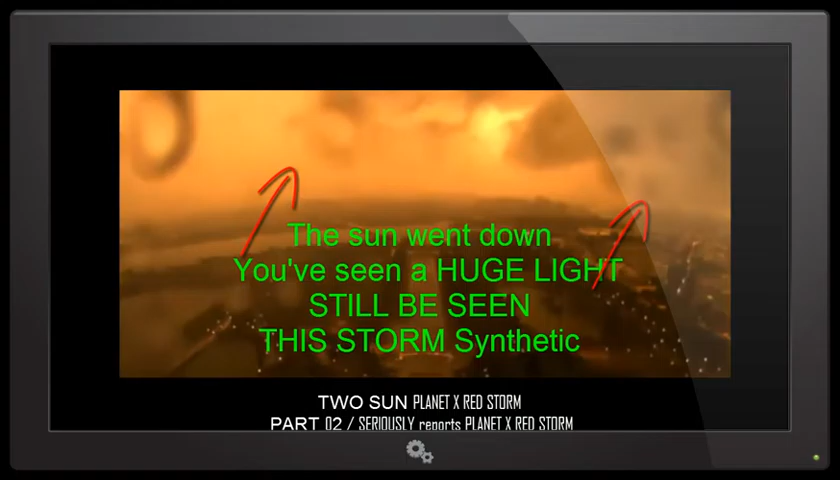 The sun went down
You've seen a HUGE LIGHT
STILL BE SEEN
THIS STORM Synthetic
TWO SUN PLANET X RED STORM
PART 02 / SERIOUSLY reports PLANET X RED STORM